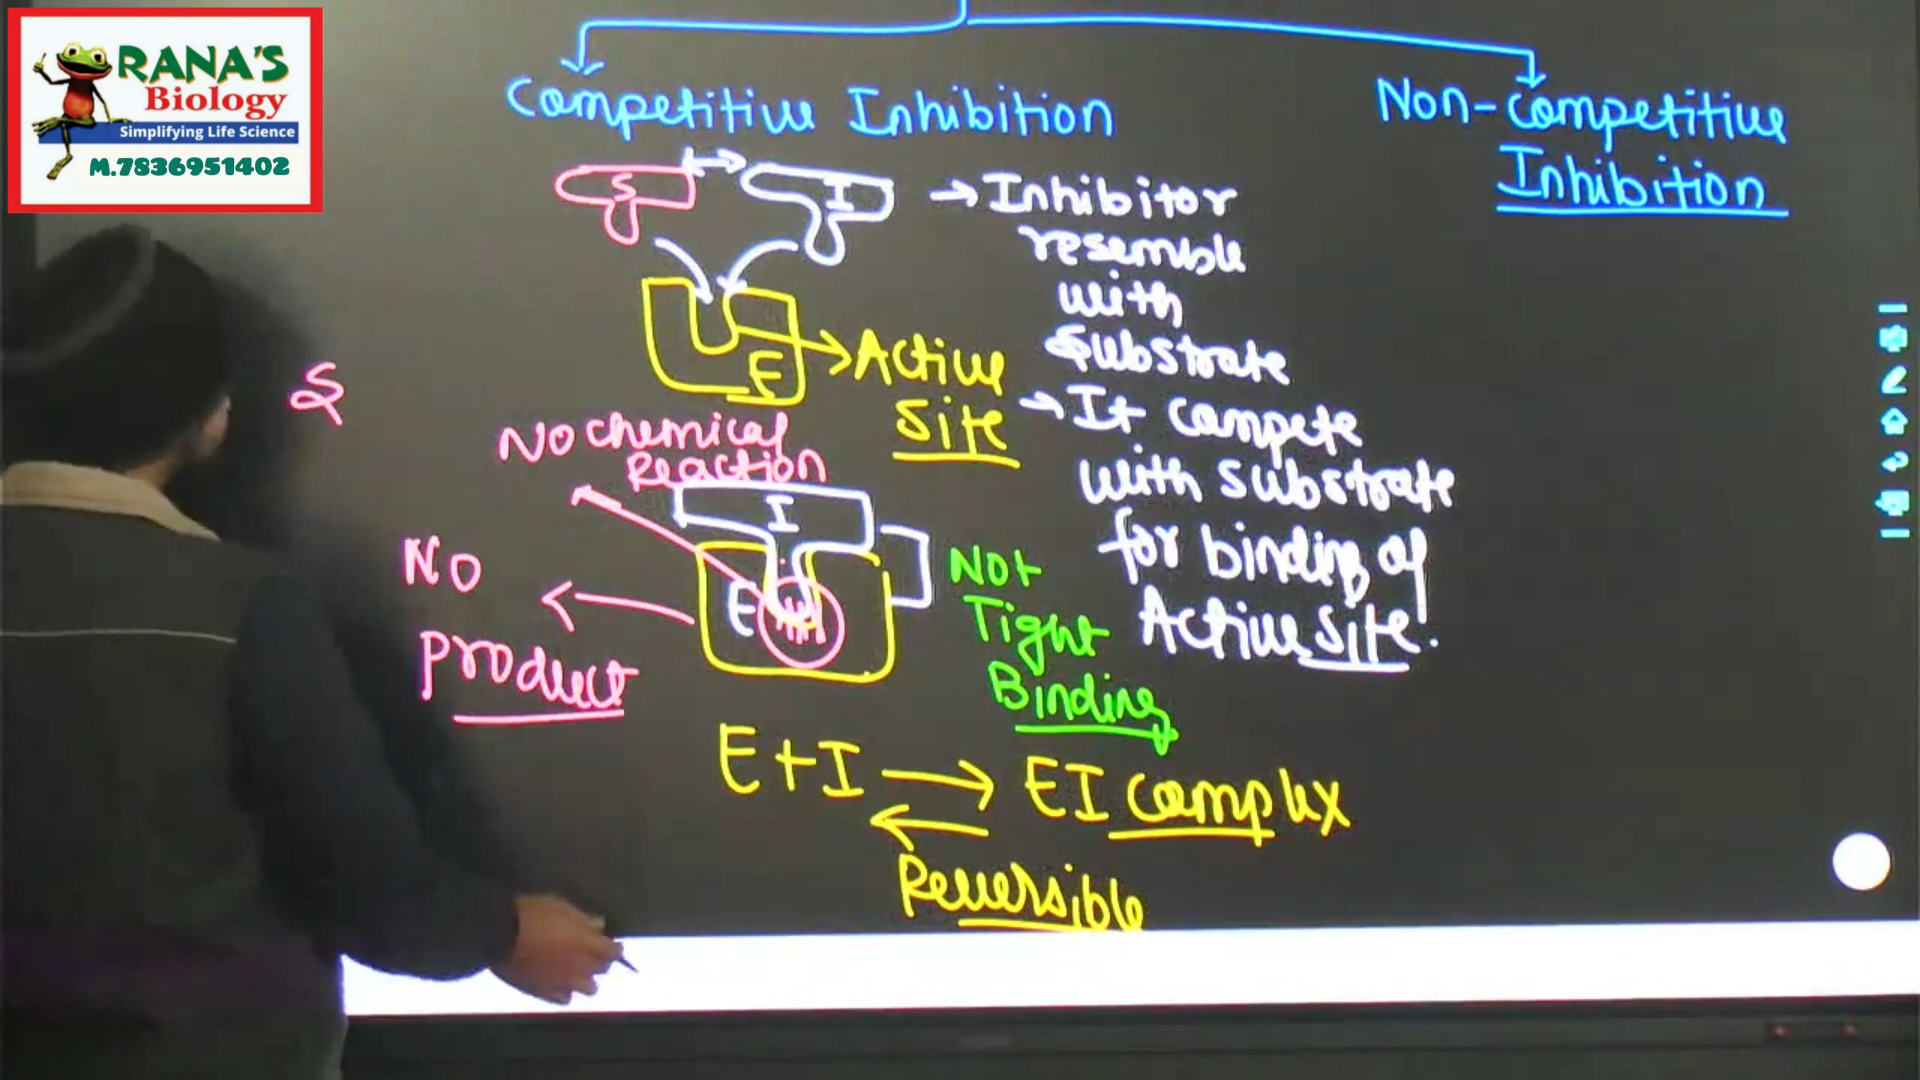 RANA'S
Biology
Simplifying Life Science
M.7836951402
Competitive Inhibition
Non-competitive
Inhibition
S
I
→ Inhibitor
resemble
with
Substrate
E
Active
Site
→ It compete
with substrate
for binding of
Active site.
S
No chemical
Reaction
I
E
No
product
Not
Tight
Binding
E+I ⟶ EI complex
⟵
Reversible